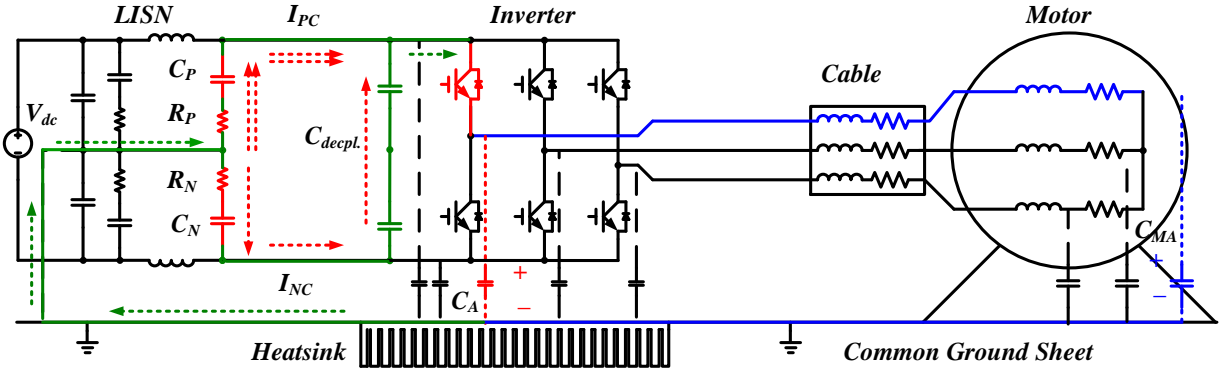 LISN
I_PC
Inverter
Motor
C_P
Cable
V_dc
R_P
C_decpl.
R_N
C_N
C_MA
+
−
I_NC
C_A
+
−
Heatsink
Common Ground Sheet